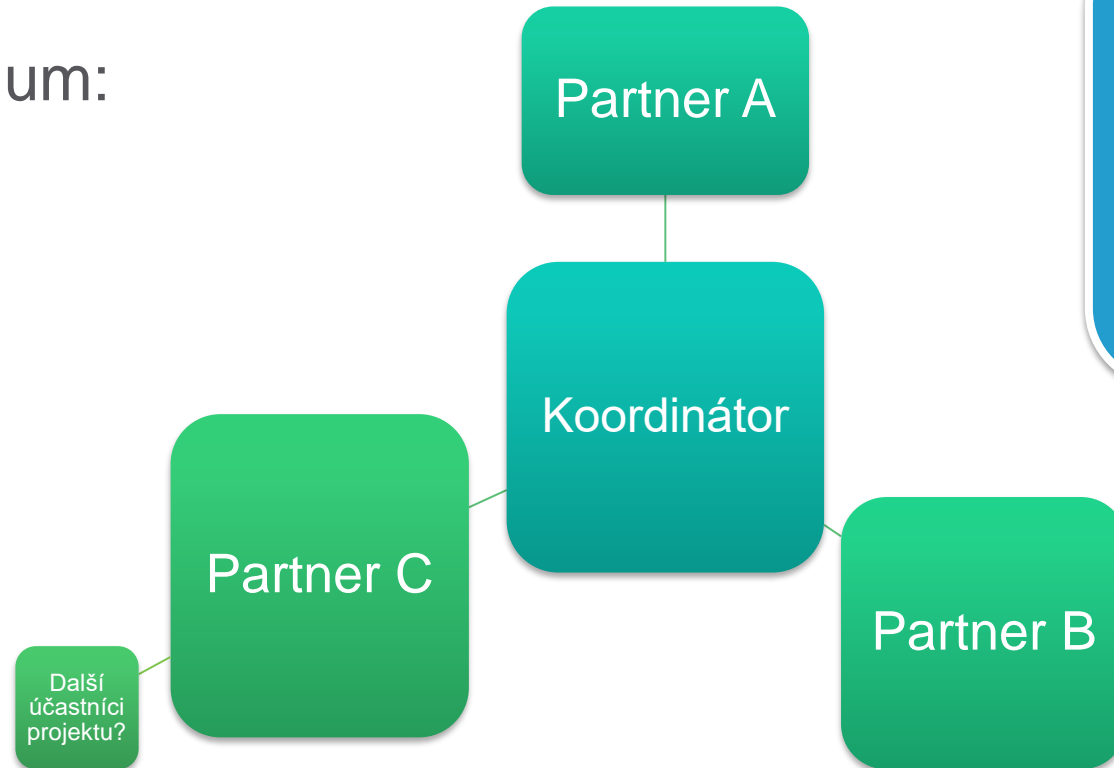 um:
Partner A
Koordinátor
Partner C
Partner B
Další
účastníci
projektu?